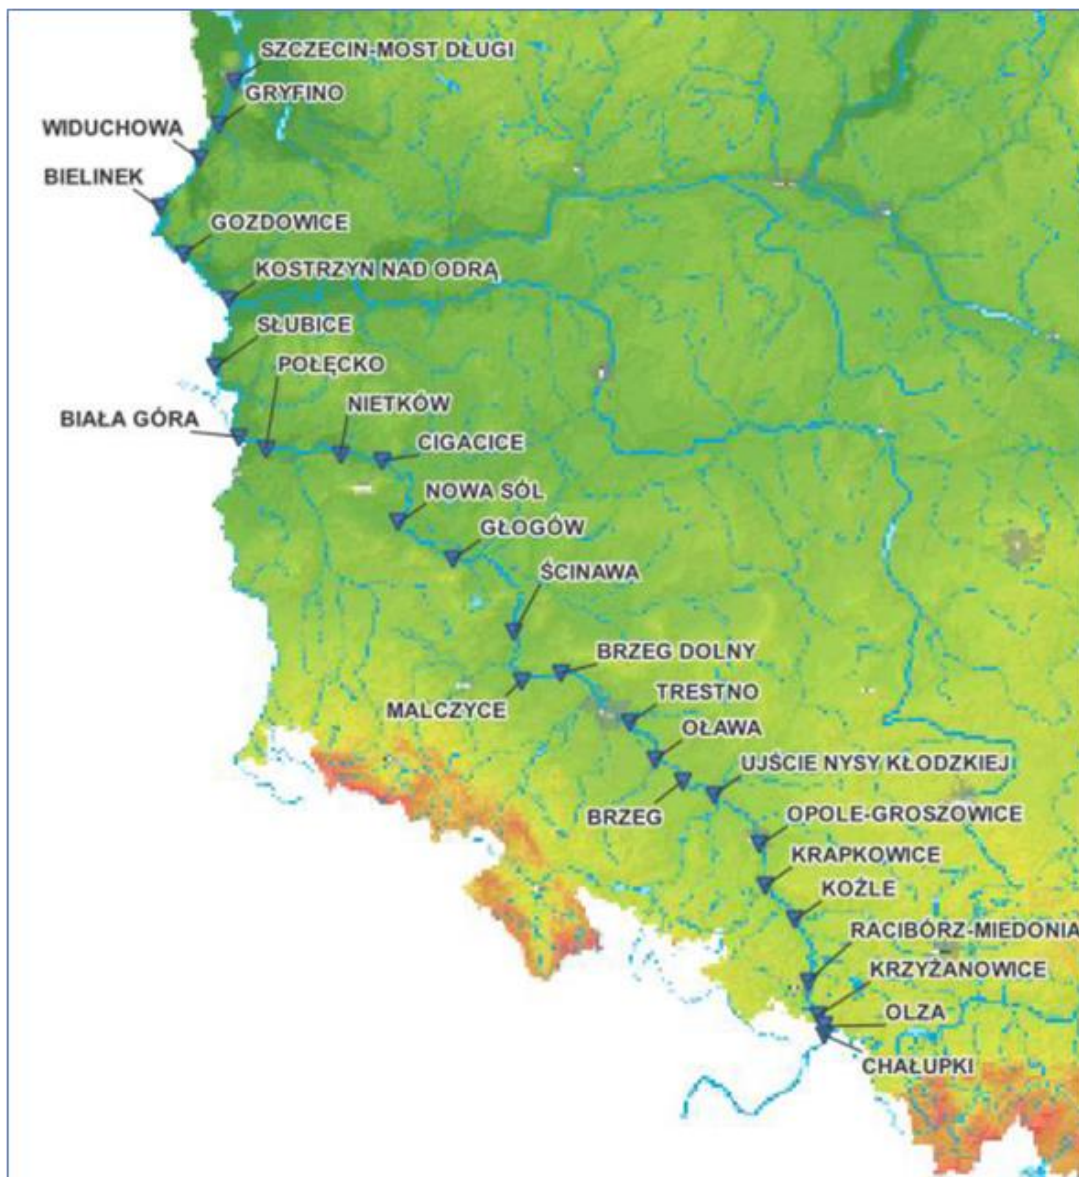 SZCZECIN-MOST DŁUGI
GRYFINO
WIDUCHOWA
BIELINEK
GOZDOWICE
KOSTRZYN NAD ODRĄ
SŁUBICE
POŁĘCKO
NIETKÓW
BIAŁA GÓRA
CIGACICE
NOWA SÓL
GŁOGÓW
ŚCINAWA
BRZEG DOLNY
TRESTNO
MALCZYCE
OŁAWA
UJŚCIE NYSY KŁODZKIEJ
BRZEG
OPOLE-GROSZOWICE
KRAPKOWICE
KOŹLE
RACIBÓRZ-MIEDONIA
KRZYŻANOWICE
OLZA
CHAŁUPKI